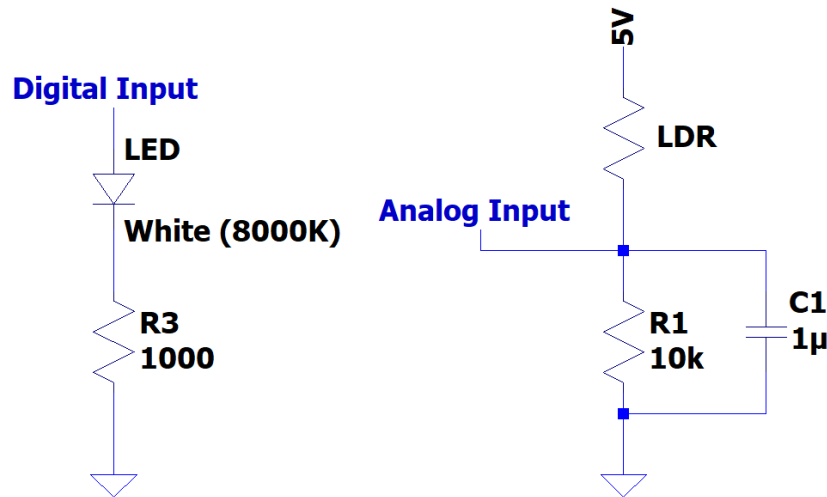 Digital Input
LED
White (8000K)
R3
1000
5V
LDR
Analog Input
R1
10k
C1
1µ